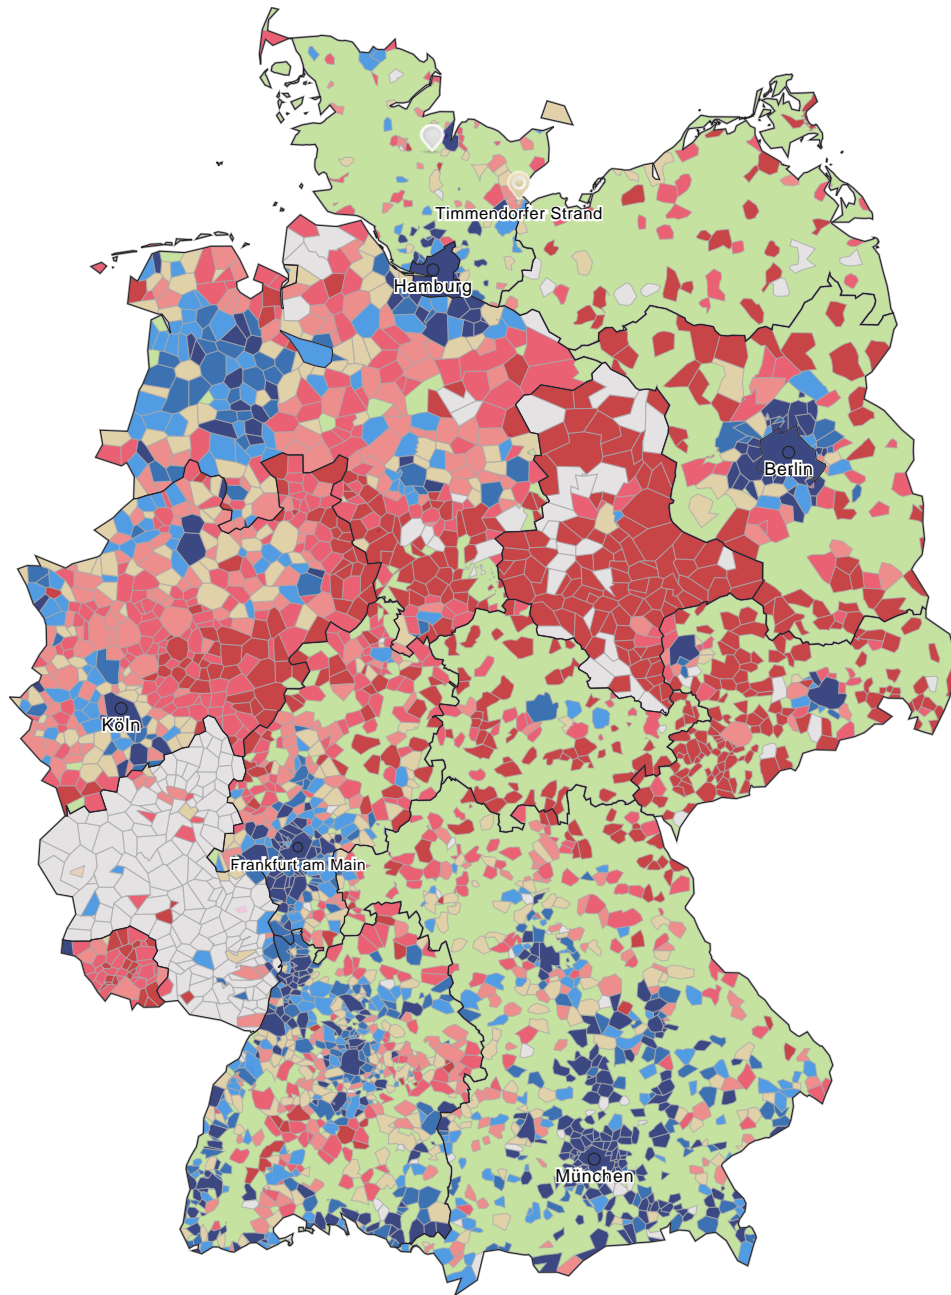 Timmendorfer Strand
Hamburg
Berlin
Köln
Frankfurt am Main
München